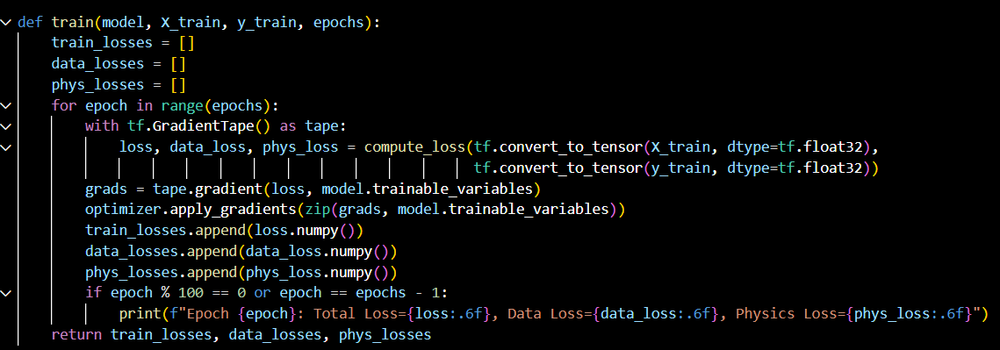 def train(model, X_train, y_train, epochs):
    train_losses = []
    data_losses = []
    phys_losses = []
    for epoch in range(epochs):
        with tf.GradientTape() as tape:
            loss, data_loss, phys_loss = compute_loss(tf.convert_to_tensor(X_train, dtype=tf.float32),
                                                      tf.convert_to_tensor(y_train, dtype=tf.float32))
        grads = tape.gradient(loss, model.trainable_variables)
        optimizer.apply_gradients(zip(grads, model.trainable_variables))
        train_losses.append(loss.numpy())
        data_losses.append(data_loss.numpy())
        phys_losses.append(phys_loss.numpy())
        if epoch % 100 == 0 or epoch == epochs - 1:
            print(f"Epoch {epoch}: Total Loss={loss:.6f}, Data Loss={data_loss:.6f}, Physics Loss={phys_loss:.6f}")
    return train_losses, data_losses, phys_losses